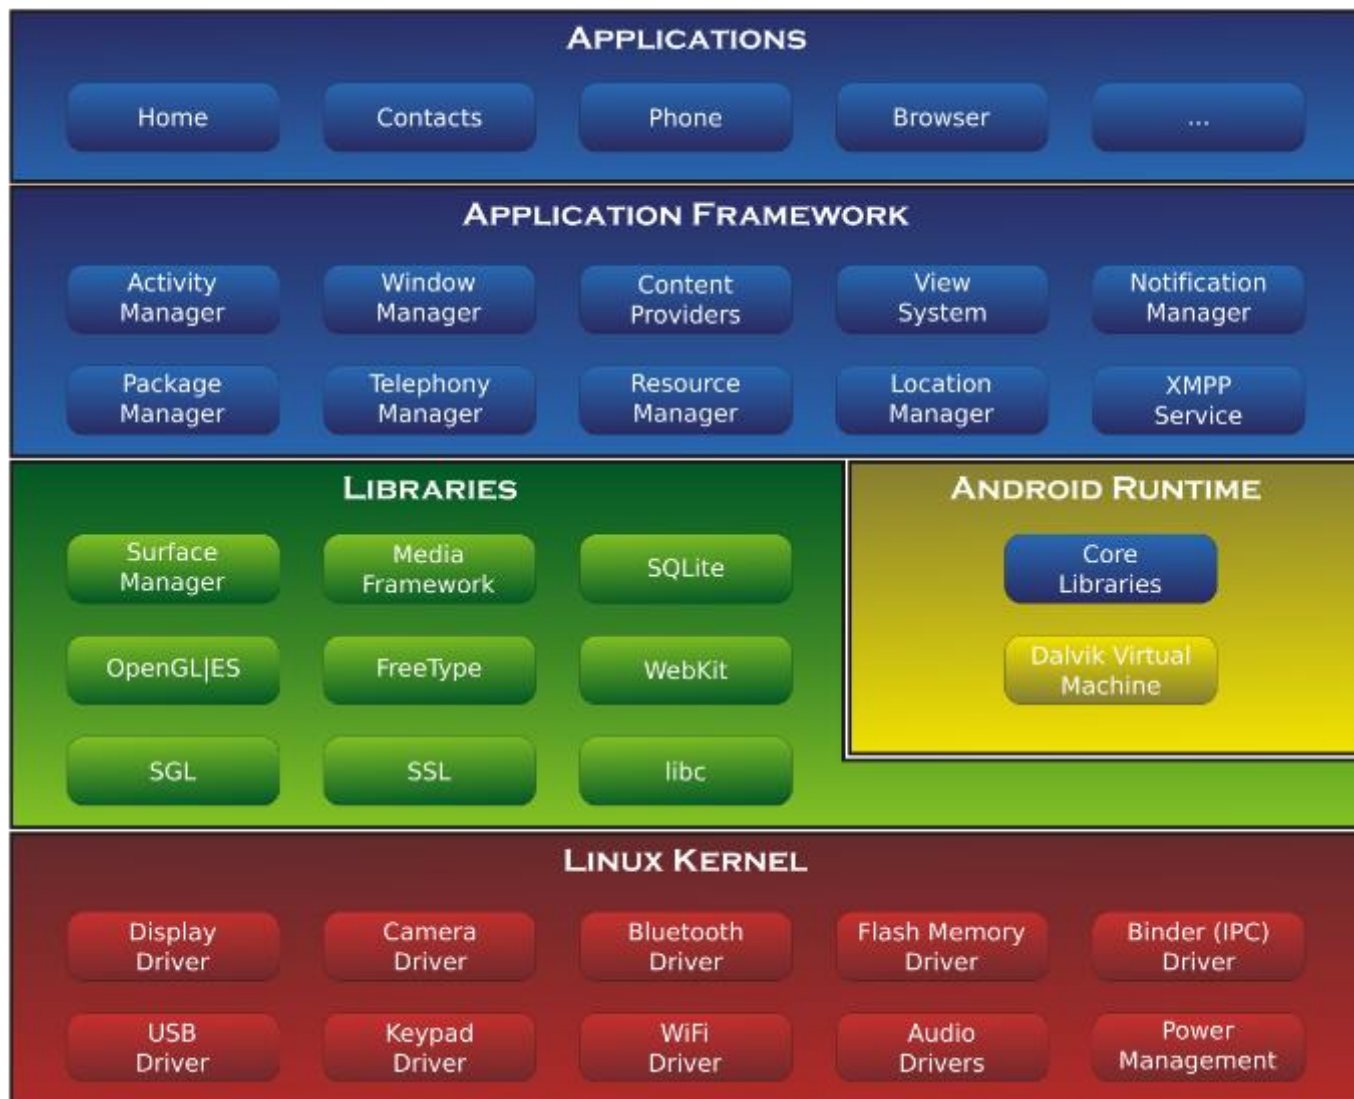 APPLICATIONS
Home
Contacts
Phone
Browser
...
APPLICATION FRAMEWORK
Activity
Manager
Window
Manager
Content
Providers
View
System
Notification
Manager
Package
Manager
Telephony
Manager
Resource
Manager
Location
Manager
XMPP
Service
LIBRARIES
Surface
Manager
Media
Framework
SQLite
OpenGL|ES
FreeType
WebKit
SGL
SSL
libc
ANDROID RUNTIME
Core
Libraries
Dalvik Virtual
Machine
LINUX KERNEL
Display
Driver
Camera
Driver
Bluetooth
Driver
Flash Memory
Driver
Binder (IPC)
Driver
USB
Driver
Keypad
Driver
WiFi
Driver
Audio
Drivers
Power
Management